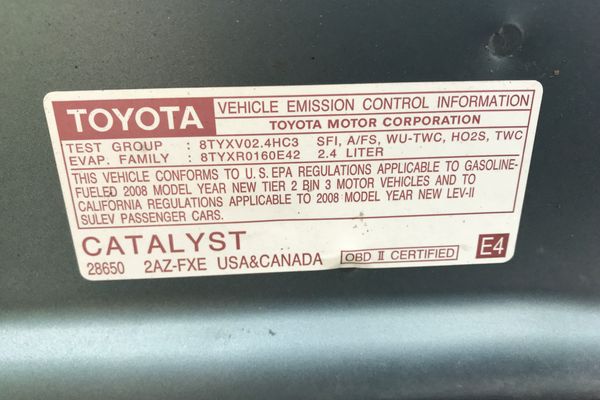 TOYOTA VEHICLE EMISSION CONTROL INFORMATION
TOYOTA MOTOR CORPORATION
TEST GROUP : 8TYXV02.4HC3 SFI, A/FS, WU-TWC, HO2S, TWC
EVAP. FAMILY : 8TYXR0160E42 2.4 LITER
THIS VEHICLE CONFORMS TO U.S. EPA REGULATIONS APPLICABLE TO GASOLINE-
FUELED 2008 MODEL YEAR NEW TIER 2 BIN 3 MOTOR VEHICLES AND TO
CALIFORNIA REGULATIONS APPLICABLE TO 2008 MODEL YEAR NEW LEV-II
SULEV PASSENGER CARS.
CATALYST
28650 2AZ-FXE USA&CANADA OBD II CERTIFIED E4